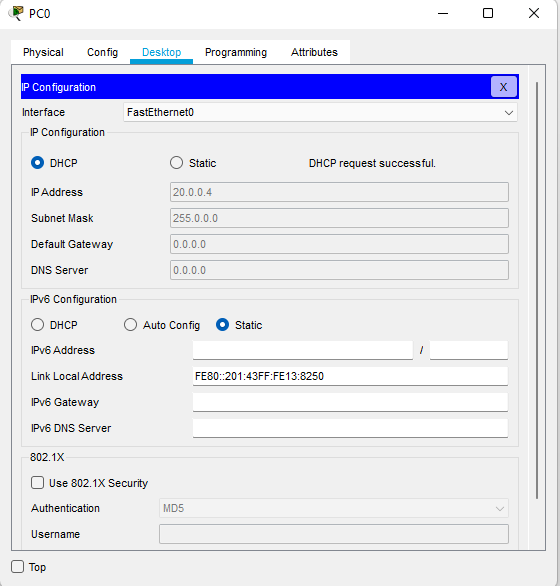 PC0
Physical Config Desktop Programming Attributes
IP Configuration X
Interface FastEthernet0
IP Configuration
DHCP Static DHCP request successful.
IP Address 20.0.0.4
Subnet Mask 255.0.0.0
Default Gateway 0.0.0.0
DNS Server 0.0.0.0
IPv6 Configuration
DHCP Auto Config Static
IPv6 Address /
Link Local Address FE80::201:43FF:FE13:8250
IPv6 Gateway
IPv6 DNS Server
802.1X
Use 802.1X Security
Authentication MD5
Username
Top